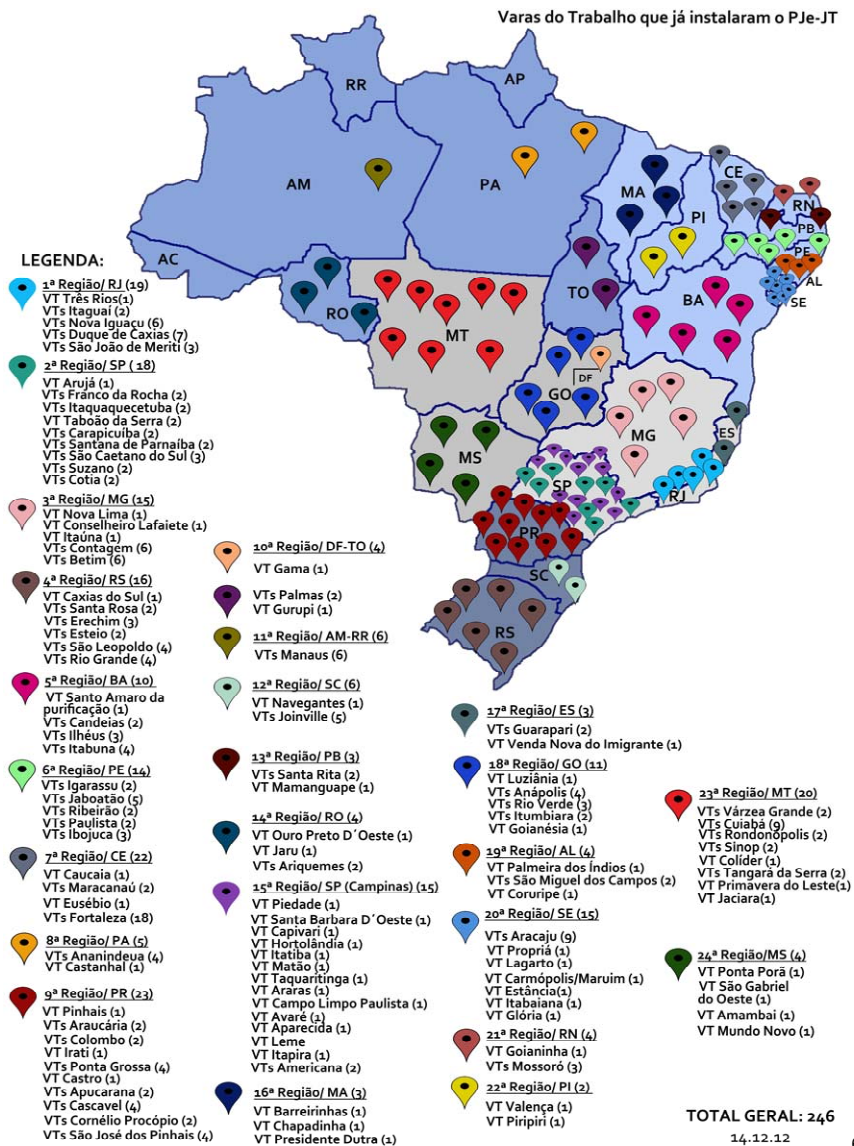 Varas do Trabalho que já instalaram o PJe-JT
RR
AP
AM
PA
MA
CE
RN
PI
PB
PE
AC
AL
SE
TO
RO
BA
MT
DF
GO
MG
ES
MS
SP
RJ
PR
SC
RS
LEGENDA:
1ª Região/ RJ (19)
VT Três Rios(1)
VTs Itaguaí (2)
VTs Nova Iguaçu (6)
VTs Duque de Caxias (7)
VTs São João de Meriti (3)
2ª Região/ SP ( 18)
VT Arujá (1)
VTs Franco da Rocha (2)
VTs Itaquaquecetuba (2)
VT Taboão da Serra (2)
VTs Carapicuíba (2)
VTs Santana de Parnaíba (2)
VTs São Caetano do Sul (3)
VTs Suzano (2)
VTs Cotia (2)
3ª Região/ MG (15)
VT Nova Lima (1)
VT Conselheiro Lafaiete (1)
VT Itaúna (1)
VTs Contagem (6)
VTs Betim (6)
4ª Região/ RS (16)
VT Caxias do Sul (1)
VTs Santa Rosa (2)
VTs Erechim (3)
VTs Esteio (2)
VTs São Leopoldo (4)
VTs Rio Grande (4)
5ª Região/ BA (10)
VT Santo Amaro da
purificação (1)
VTs Candeias (2)
VTs Ilhéus (3)
VTs Itabuna (4)
6ª Região/ PE (14)
VTs Igarassu (2)
VTs Jaboatão (5)
VTs Ribeirão (2)
VTs Paulista (2)
VTs Ibojuca (3)
7ª Região/ CE (22)
VT Caucaia (1)
VTs Maracanaú (2)
VT Eusébio (1)
VTs Fortaleza (18)
8ª Região/ PA (5)
VTs Ananindeua (4)
VT Castanhal (1)
9ª Região/ PR (23)
VT Pinhais (1)
VTs Araucária (2)
VTs Colombo (2)
VT Irati (1)
VTs Ponta Grossa (4)
VT Castro (1)
VTs Apucarana (2)
VTs Cascavel (4)
VTs Cornélio Procópio (2)
VTs São José dos Pinhais (4)
10ª Região/ DF-TO (4)
VT Gama (1)
VTs Palmas (2)
VT Gurupi (1)
11ª Região/ AM-RR (6)
VTs Manaus (6)
12ª Região/ SC (6)
VT Navegantes (1)
VTs Joinville (5)
13ª Região/ PB (3)
VTs Santa Rita (2)
VT Mamanguape (1)
14ª Região/ RO (4)
VT Ouro Preto D´Oeste (1)
VT Jaru (1)
VTs Ariquemes (2)
15ª Região/ SP (Campinas) (15)
VT Piedade (1)
VT Santa Barbara D´Oeste (1)
VT Capivari (1)
VT Hortolândia (1)
VT Itatiba (1)
VT Matão (1)
VT Taquaritinga (1)
VT Araras (1)
VT Campo Limpo Paulista (1)
VT Avaré (1)
VT Aparecida (1)
VT Leme
VT Itapira (1)
VTs Americana (2)
16ª Região/ MA (3)
VT Barreirinhas (1)
VT Chapadinha (1)
VT Presidente Dutra (1)
17ª Região/ ES (3)
VTs Guarapari (2)
VT Venda Nova do Imigrante (1)
18ª Região/ GO (11)
VT Luziânia (1)
VTs Anápolis (4)
VTs Rio Verde (3)
VTs Itumbiara (2)
VT Goianésia (1)
19ª Região/ AL (4)
VT Palmeira dos Índios (1)
VTs São Miguel dos Campos (2)
VT Coruripe (1)
20ª Região/ SE (15)
VTs Aracaju (9)
VT Propriá (1)
VT Lagarto (1)
VT Carmópolis/Maruim (1)
VT Estância(1)
VT Itabaiana (1)
VT Glória (1)
21ª Região/ RN (4)
VT Goianinha (1)
VTs Mossoró (3)
22ª Região/ PI (2)
VT Valença (1)
VT Piripiri (1)
23ª Região/ MT (20)
VTs Várzea Grande (2)
VTs Cuiabá (9)
VTs Rondonópolis (2)
VTs Sinop (2)
VT Colíder (1)
VTs Tangará da Serra (2)
VT Primavera do Leste(1)
VT Jaciara(1)
24ª Região/MS (4)
VT Ponta Porã (1)
VT São Gabriel
do Oeste (1)
VT Amambai (1)
VT Mundo Novo (1)
TOTAL GERAL: 246
14.12.12